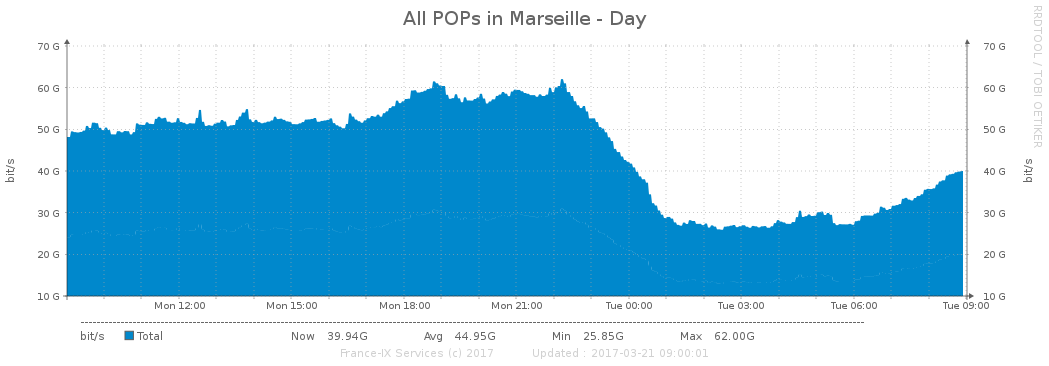 All POPs in Marseille - Day
RRDTOOL / TOBI OETIKER
bit/s
70 G 70 G
60 G 60 G
50 G 50 G
40 G 40 G
30 G 30 G
20 G 20 G
10 G 10 G
bit/s
Mon 12:00 Mon 15:00 Mon 18:00 Mon 21:00 Tue 00:00 Tue 03:00 Tue 06:00 Tue 09:00
bit/s Total Now 39.94G Avg 44.95G Min 25.85G Max 62.00G
France-IX Services (c) 2017 Updated : 2017-03-21 09:00:01